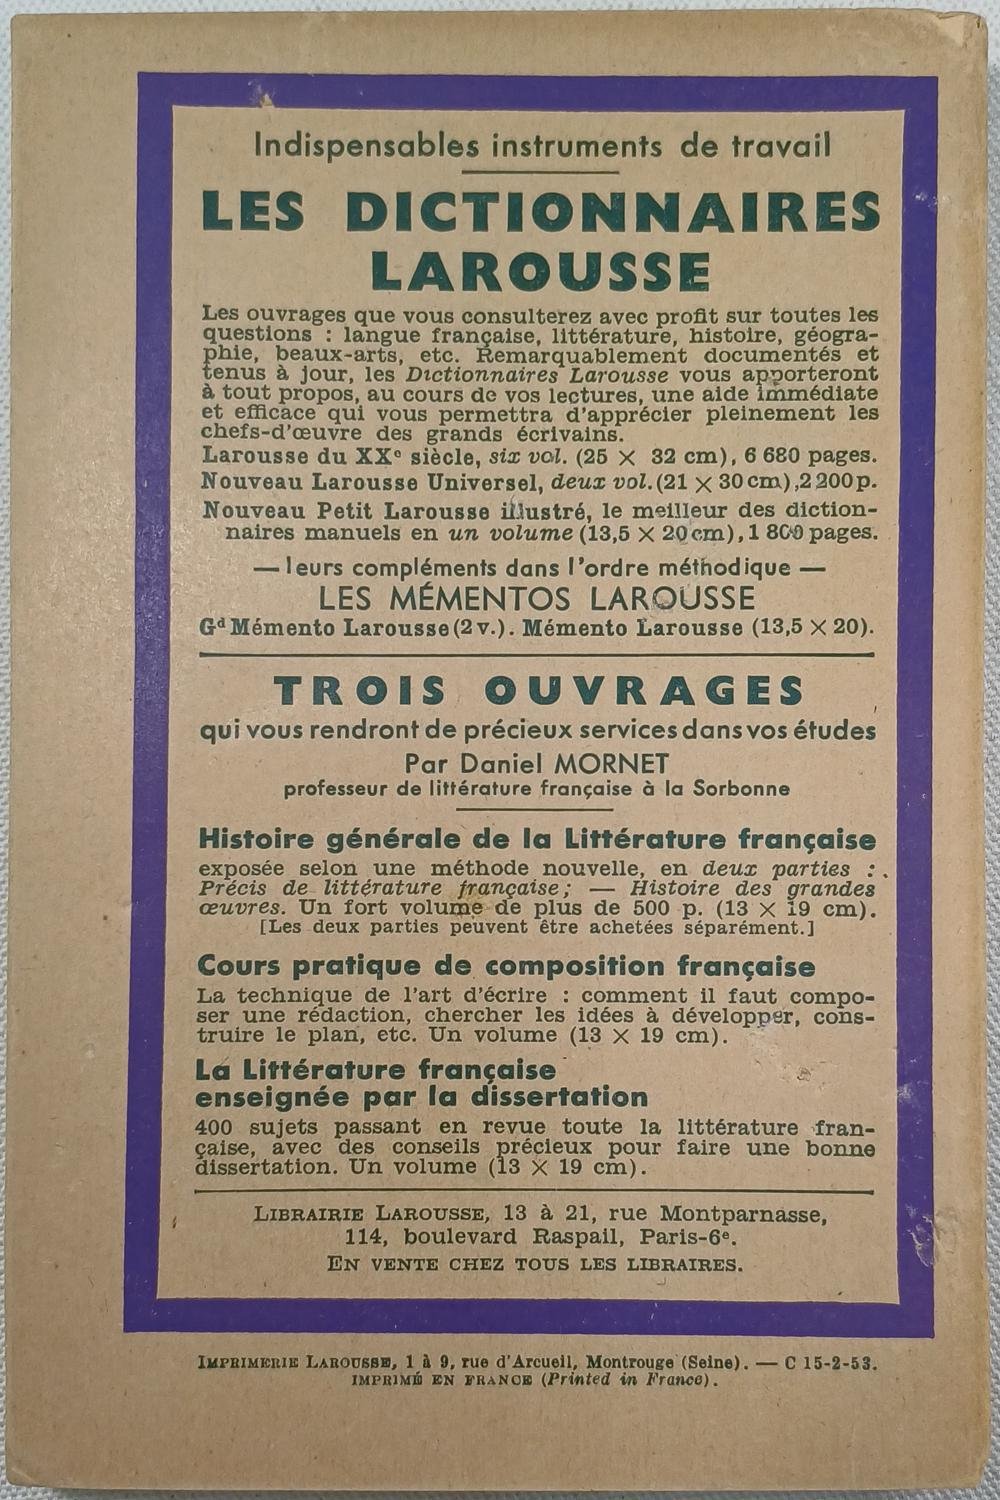 Indispensables instruments de travail
LES DICTIONNAIRES
LAROUSSE
Les ouvrages que vous consulterez avec profit sur toutes les
questions : langue française, littérature, histoire, géogra-
phie, beaux-arts, etc. Remarquablement documentés et
tenus à jour, les Dictionnaires Larousse vous apporteront
à tout propos, au cours de vos lectures, une aide immédiate
et efficace qui vous permettra d'apprécier pleinement les
chefs-d'œuvre des grands écrivains.
Larousse du XXᵉ siècle, six vol. (25 × 32 cm), 6 680 pages.
Nouveau Larousse Universel, deux vol. (21 × 30 cm), 2 200 p.
Nouveau Petit Larousse illustré, le meilleur des diction-
naires manuels en un volume (13,5 × 20 cm), 1 800 pages.
— leurs compléments dans l'ordre méthodique —
LES MÉMENTOS LAROUSSE
Gᵈ Mémento Larousse (2 v.). Mémento Larousse (13,5 × 20).
TROIS OUVRAGES
qui vous rendront de précieux services dans vos études
Par Daniel MORNET
professeur de littérature française à la Sorbonne
Histoire générale de la Littérature française
exposée selon une méthode nouvelle, en deux parties :
Précis de littérature française; — Histoire des grandes
œuvres. Un fort volume de plus de 500 p. (13 × 19 cm).
[Les deux parties peuvent être achetées séparément.]
Cours pratique de composition française
La technique de l'art d'écrire : comment il faut compo-
ser une rédaction, chercher les idées à développer, cons-
truire le plan, etc. Un volume (13 × 19 cm).
La Littérature française
enseignée par la dissertation
400 sujets passant en revue toute la littérature fran-
çaise, avec des conseils précieux pour faire une bonne
dissertation. Un volume (13 × 19 cm).
LIBRAIRIE LAROUSSE, 13 à 21, rue Montparnasse,
114, boulevard Raspail, Paris-6ᵉ.
EN VENTE CHEZ TOUS LES LIBRAIRES.
IMPRIMERIE LAROUSSE, 1 à 9, rue d'Arcueil, Montrouge (Seine). — C 15-2-53.
IMPRIMÉ EN FRANCE (Printed in France).